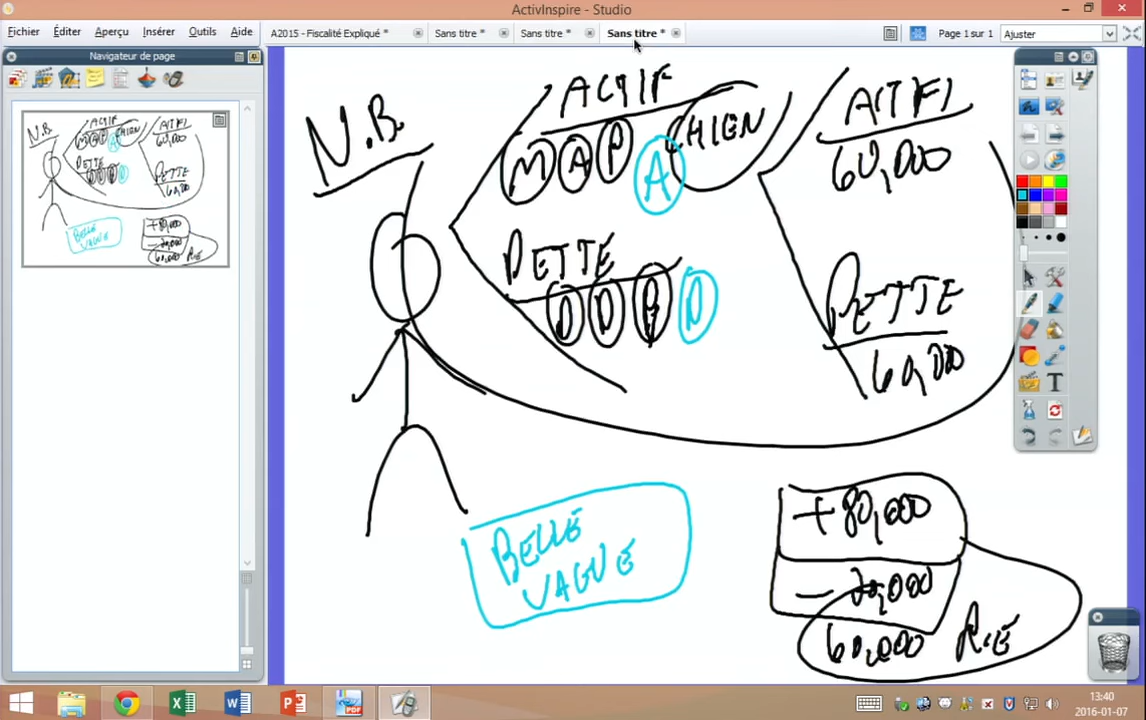 ActivInspire - Studio
Fichier Éditer Aperçu Insérer Outils Aide
A2015 - Fiscalité Expliqué * Sans titre * Sans titre * Sans titre * Page 1 sur 1 Ajuster
Navigateur de page
N.B.
ACTIF
M A P A CHIEN
DETTE
D D P D
60,000
DETTE
60,000
BELLE
VAGUE
+ 80,000
- 20,000
60,000
13:40
2016-01-07